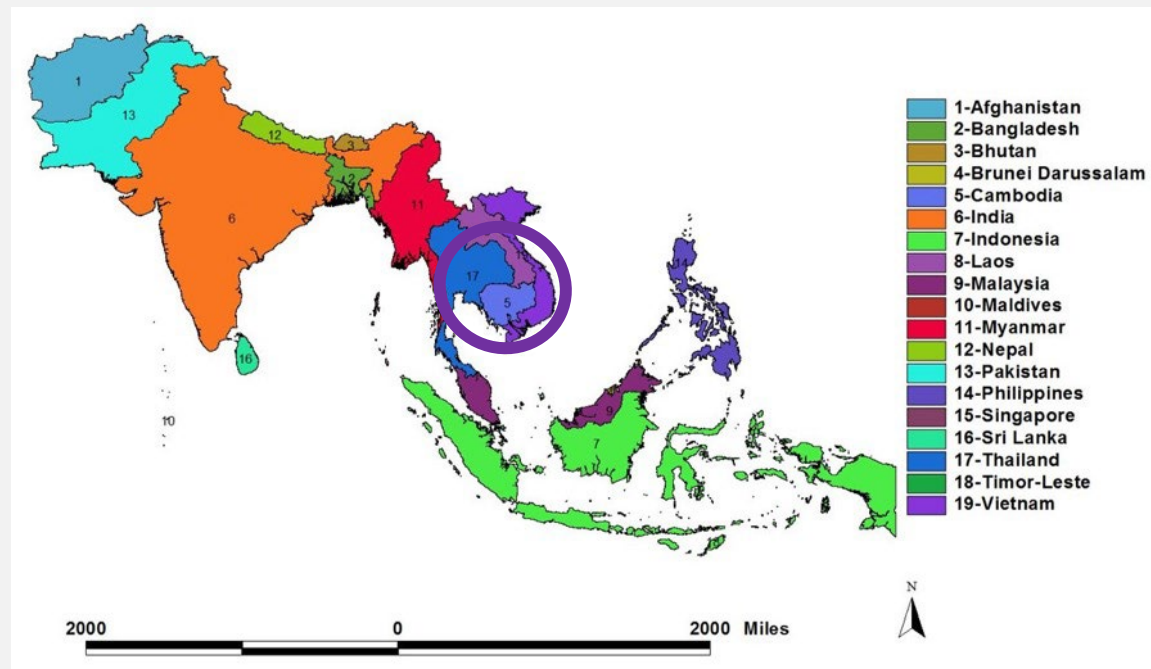 1
13
12
3
2
6
11
17
5
14
16
10
9
7
1-Afghanistan
2-Bangladesh
3-Bhutan
4-Brunei Darussalam
5-Cambodia
6-India
7-Indonesia
8-Laos
9-Malaysia
10-Maldives
11-Myanmar
12-Nepal
13-Pakistan
14-Philippines
15-Singapore
16-Sri Lanka
17-Thailand
18-Timor-Leste
19-Vietnam
N
2000 0 2000 Miles